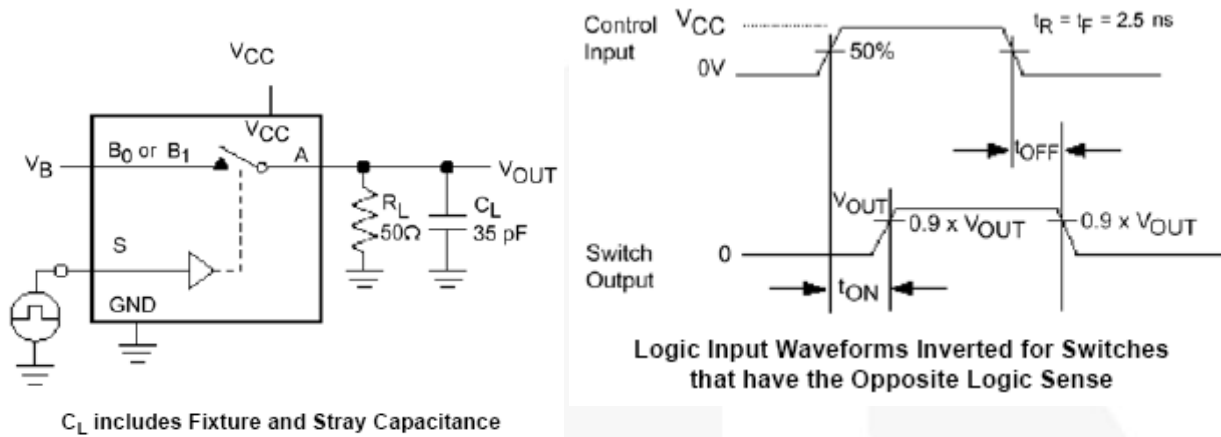 VCC
VCC
VB
B0 or B1
A
VOUT
RL
50Ω
CL
35 pF
S
GND
CL includes Fixture and Stray Capacitance
Control
Input
VCC
0V
50%
tR = tF = 2.5 ns
tOFF
VOUT
0.9 x VOUT
0.9 x VOUT
Switch
Output
0
tON
Logic Input Waveforms Inverted for Switches
that have the Opposite Logic Sense